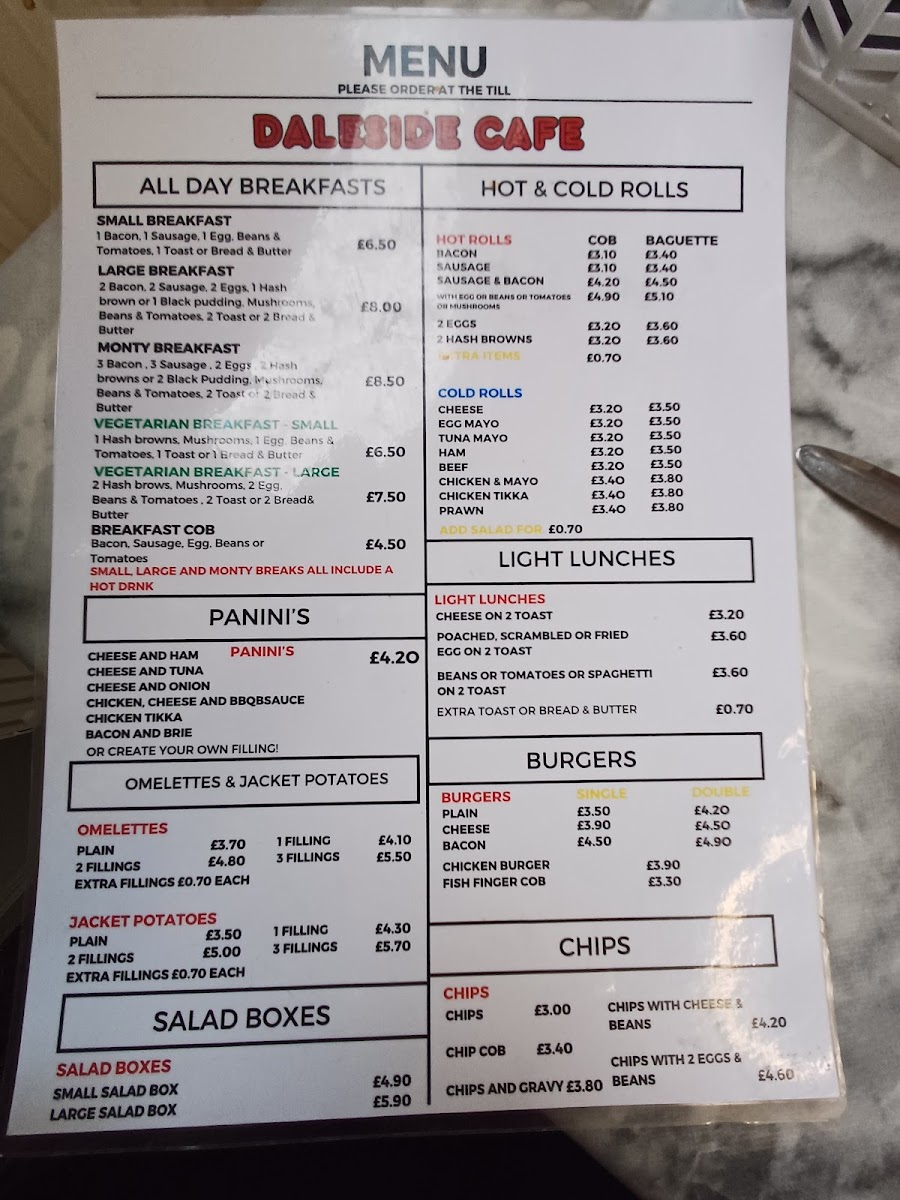 MENU
PLEASE ORDER AT THE TILL
DALESIDE CAFE
ALL DAY BREAKFASTS
SMALL BREAKFAST
1 Bacon, 1 Sausage, 1 Egg, Beans &
Tomatoes, 1 Toast or Bread & Butter £6.50
LARGE BREAKFAST
2 Bacon, 2 Sausage, 2 Eggs, 1 Hash
brown or 1 Black pudding, Mushrooms, £8.00
Beans & Tomatoes, 2 Toast or 2 Bread &
Butter
MONTY BREAKFAST
3 Bacon , 3 Sausage , 2 Eggs , 2 Hash
browns or 2 Black Pudding, Mushrooms, £8.50
Beans & Tomatoes, 2 Toast or 2 Bread &
Butter
VEGETARIAN BREAKFAST - SMALL
1 Hash browns, Mushrooms, 1 Egg, Beans &
Tomatoes, 1 Toast or 1 Bread & Butter £6.50
VEGETARIAN BREAKFAST - LARGE
2 Hash brows, Mushrooms, 2 Egg,
Beans & Tomatoes , 2 Toast or 2 Bread& £7.50
Butter
BREAKFAST COB
Bacon, Sausage, Egg, Beans or £4.50
Tomatoes
SMALL, LARGE AND MONTY BREAKS ALL INCLUDE A
HOT DRNK
PANINI'S
CHEESE AND HAM PANINI'S £4.20
CHEESE AND TUNA
CHEESE AND ONION
CHICKEN, CHEESE AND BBQBSAUCE
CHICKEN TIKKA
BACON AND BRIE
OR CREATE YOUR OWN FILLING!
OMELETTES & JACKET POTATOES
OMELETTES
PLAIN £3.70 1 FILLING £4.10
2 FILLINGS £4.80 3 FILLINGS £5.50
EXTRA FILLINGS £0.70 EACH
JACKET POTATOES
PLAIN £3.50 1 FILLING £4.30
2 FILLINGS £5.00 3 FILLINGS £5.70
EXTRA FILLINGS £0.70 EACH
SALAD BOXES
SALAD BOXES
SMALL SALAD BOX £4.90
LARGE SALAD BOX £5.90
HOT & COLD ROLLS
HOT ROLLS COB BAGUETTE
BACON £3.10 £3.40
SAUSAGE £3.10 £3.40
SAUSAGE & BACON £4.20 £4.50
WITH EGG OR BEANS OR TOMATOES £4.90 £5.10
OR MUSHROOMS
2 EGGS £3.20 £3.60
2 HASH BROWNS £3.20 £3.60
EXTRA ITEMS £0.70
COLD ROLLS
CHEESE £3.20 £3.50
EGG MAYO £3.20 £3.50
TUNA MAYO £3.20 £3.50
HAM £3.20 £3.50
BEEF £3.20 £3.50
CHICKEN & MAYO £3.40 £3.80
CHICKEN TIKKA £3.40 £3.80
PRAWN £3.40 £3.80
ADD SALAD FOR £0.70
LIGHT LUNCHES
LIGHT LUNCHES
CHEESE ON 2 TOAST £3.20
POACHED, SCRAMBLED OR FRIED £3.60
EGG ON 2 TOAST
BEANS OR TOMATOES OR SPAGHETTI £3.60
ON 2 TOAST
EXTRA TOAST OR BREAD & BUTTER £0.70
BURGERS
BURGERS SINGLE DOUBLE
PLAIN £3.50 £4.20
CHEESE £3.90 £4.50
BACON £4.50 £4.90
CHICKEN BURGER £3.90
FISH FINGER COB £3.30
CHIPS
CHIPS
CHIPS £3.00
CHIP COB £3.40
CHIPS AND GRAVY £3.80
CHIPS WITH CHEESE &
BEANS £4.20
CHIPS WITH 2 EGGS &
BEANS £4.60